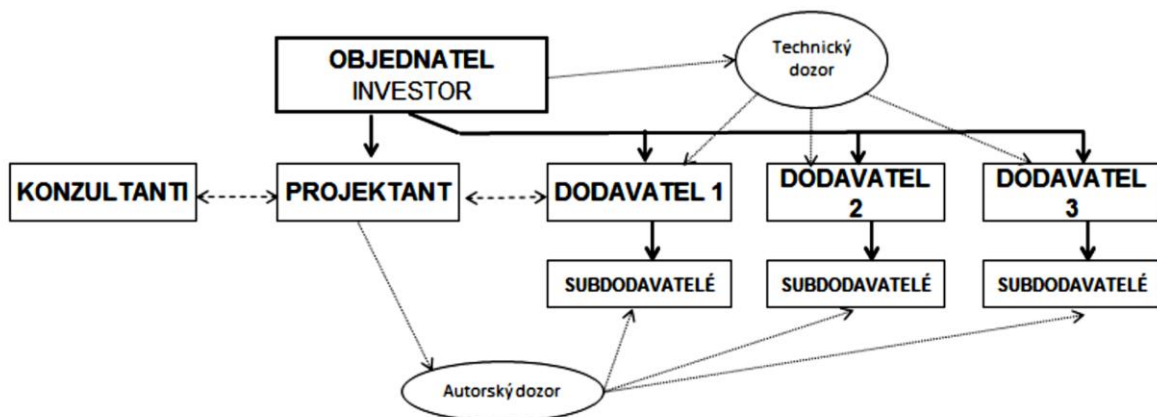 OBJEDNATEL
INVESTOR
Technický
dozor
KONZULTANTI
PROJEKTANT
DODAVATEL 1
DODAVATEL
2
DODAVATEL
3
SUBDODAVATELÉ
SUBDODAVATELÉ
SUBDODAVATELÉ
Autorský dozor